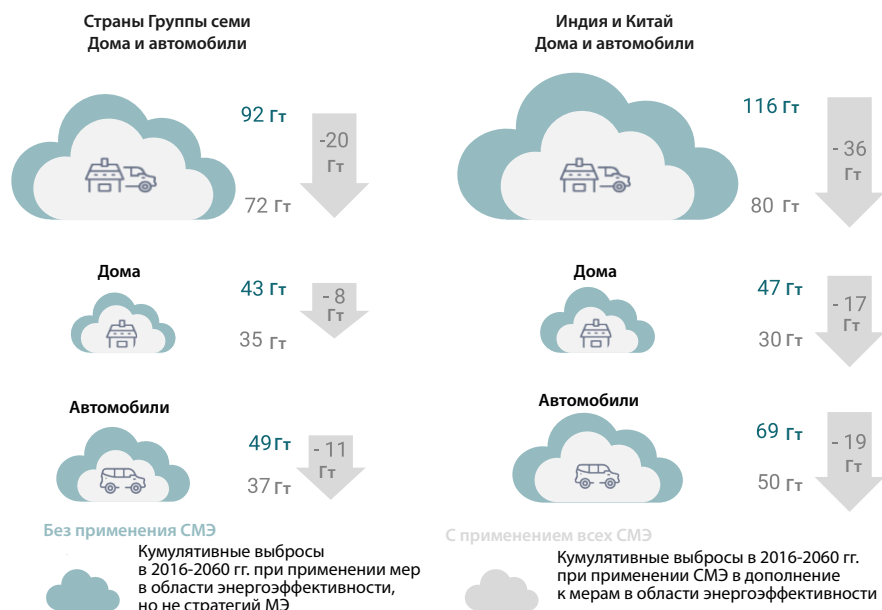 Страны Группы семи
Дома и автомобили
92 Гт
-20
Гт
72 Гт
Дома
43 Гт
- 8
Гт
35 Гт
Автомобили
49 Гт
- 11
Гт
37 Гт
Индия и Китай
Дома и автомобили
116 Гт
- 36
Гт
80 Гт
Дома
47 Гт
- 17
Гт
30 Гт
Автомобили
69 Гт
- 19
Гт
50 Гт
Без применения СМЭ
Кумулятивные выбросы
в 2016-2060 гг. при применении мер
в области энергоэффективности,
но не стратегий МЭ
С применением всех СМЭ
Кумулятивные выбросы в 2016-2060 гг.
при применении СМЭ в дополнение
к мерам в области энергоэффективности